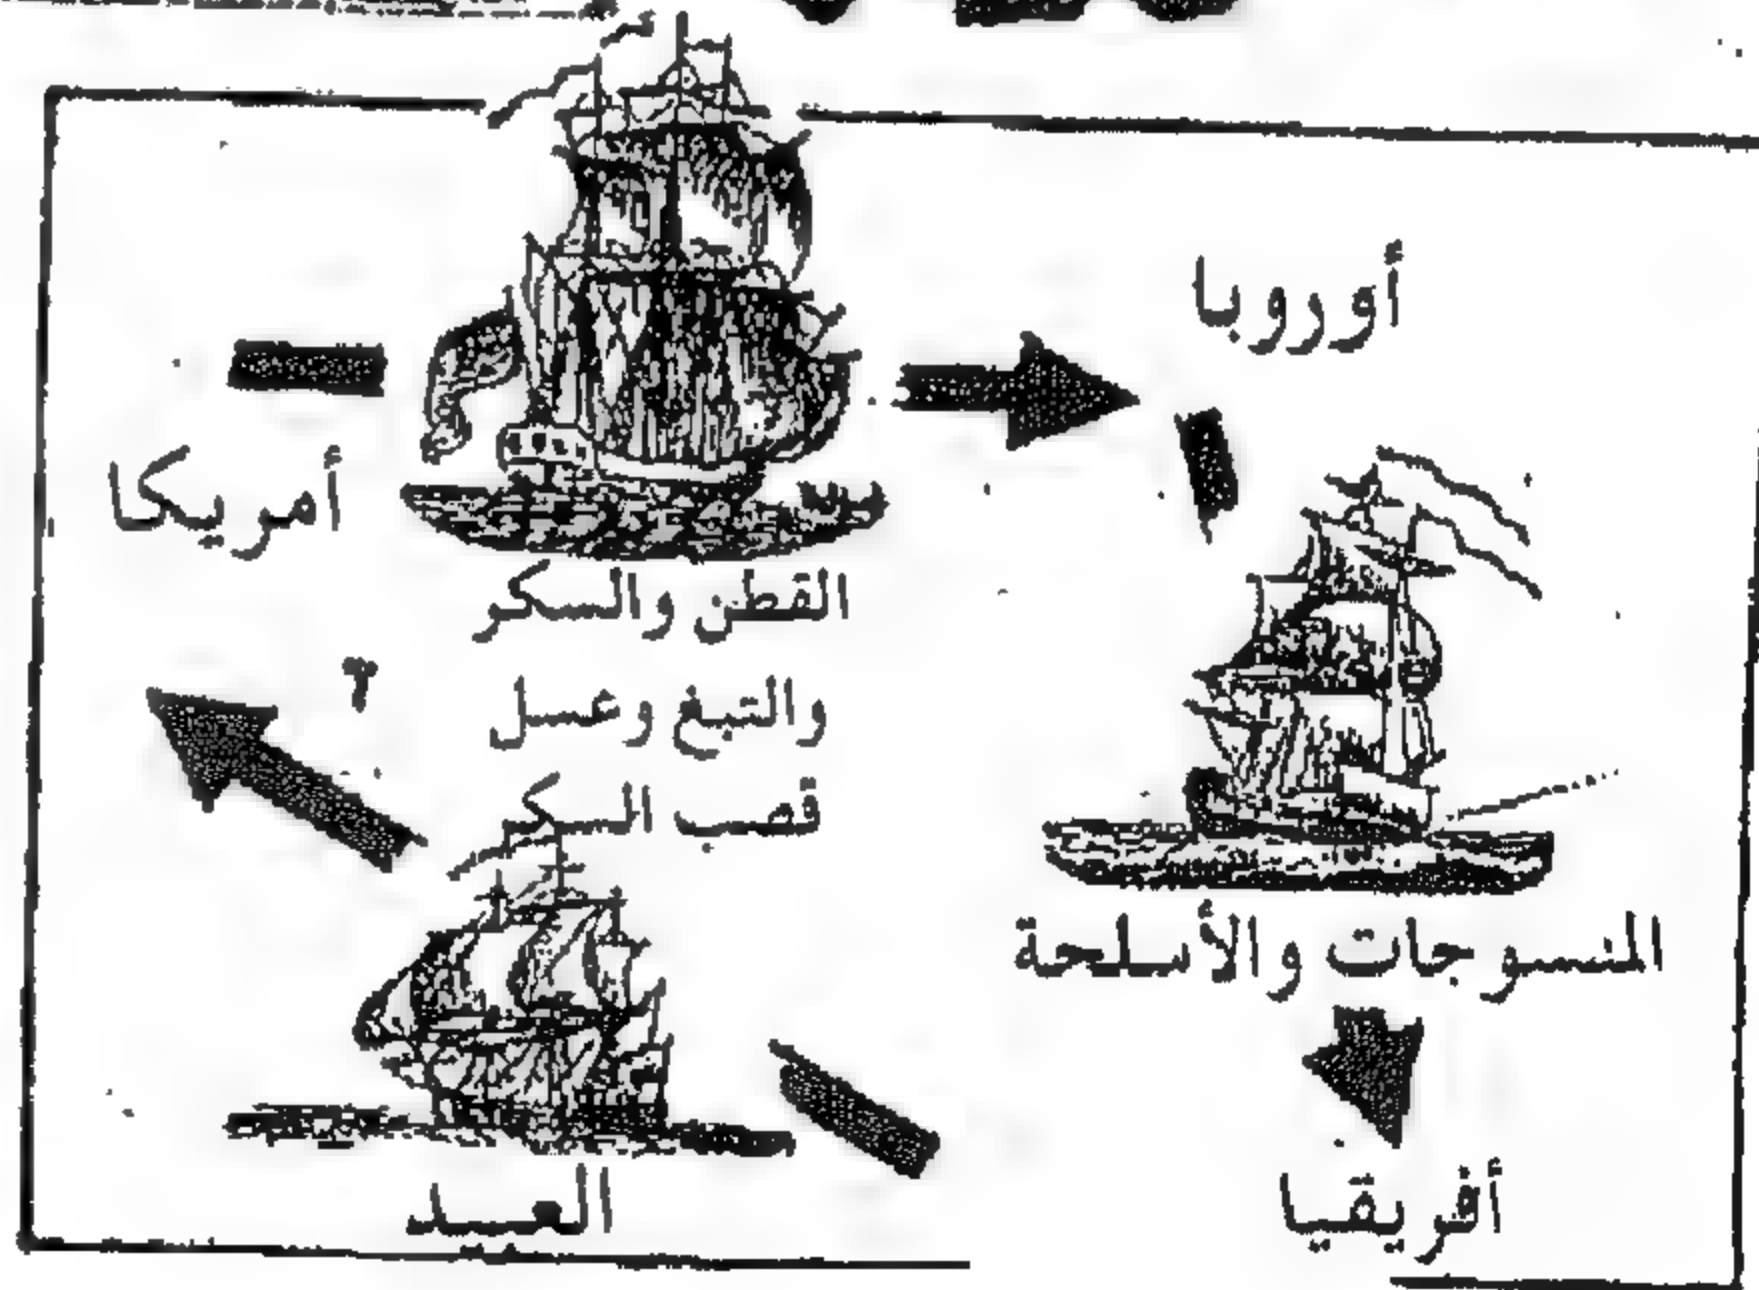 أوروبا
أمريكا
القطن والسكر
والتبغ وعسل
قصب السكر
المنسوجات والأسلحة
العبيد
أفريقيا